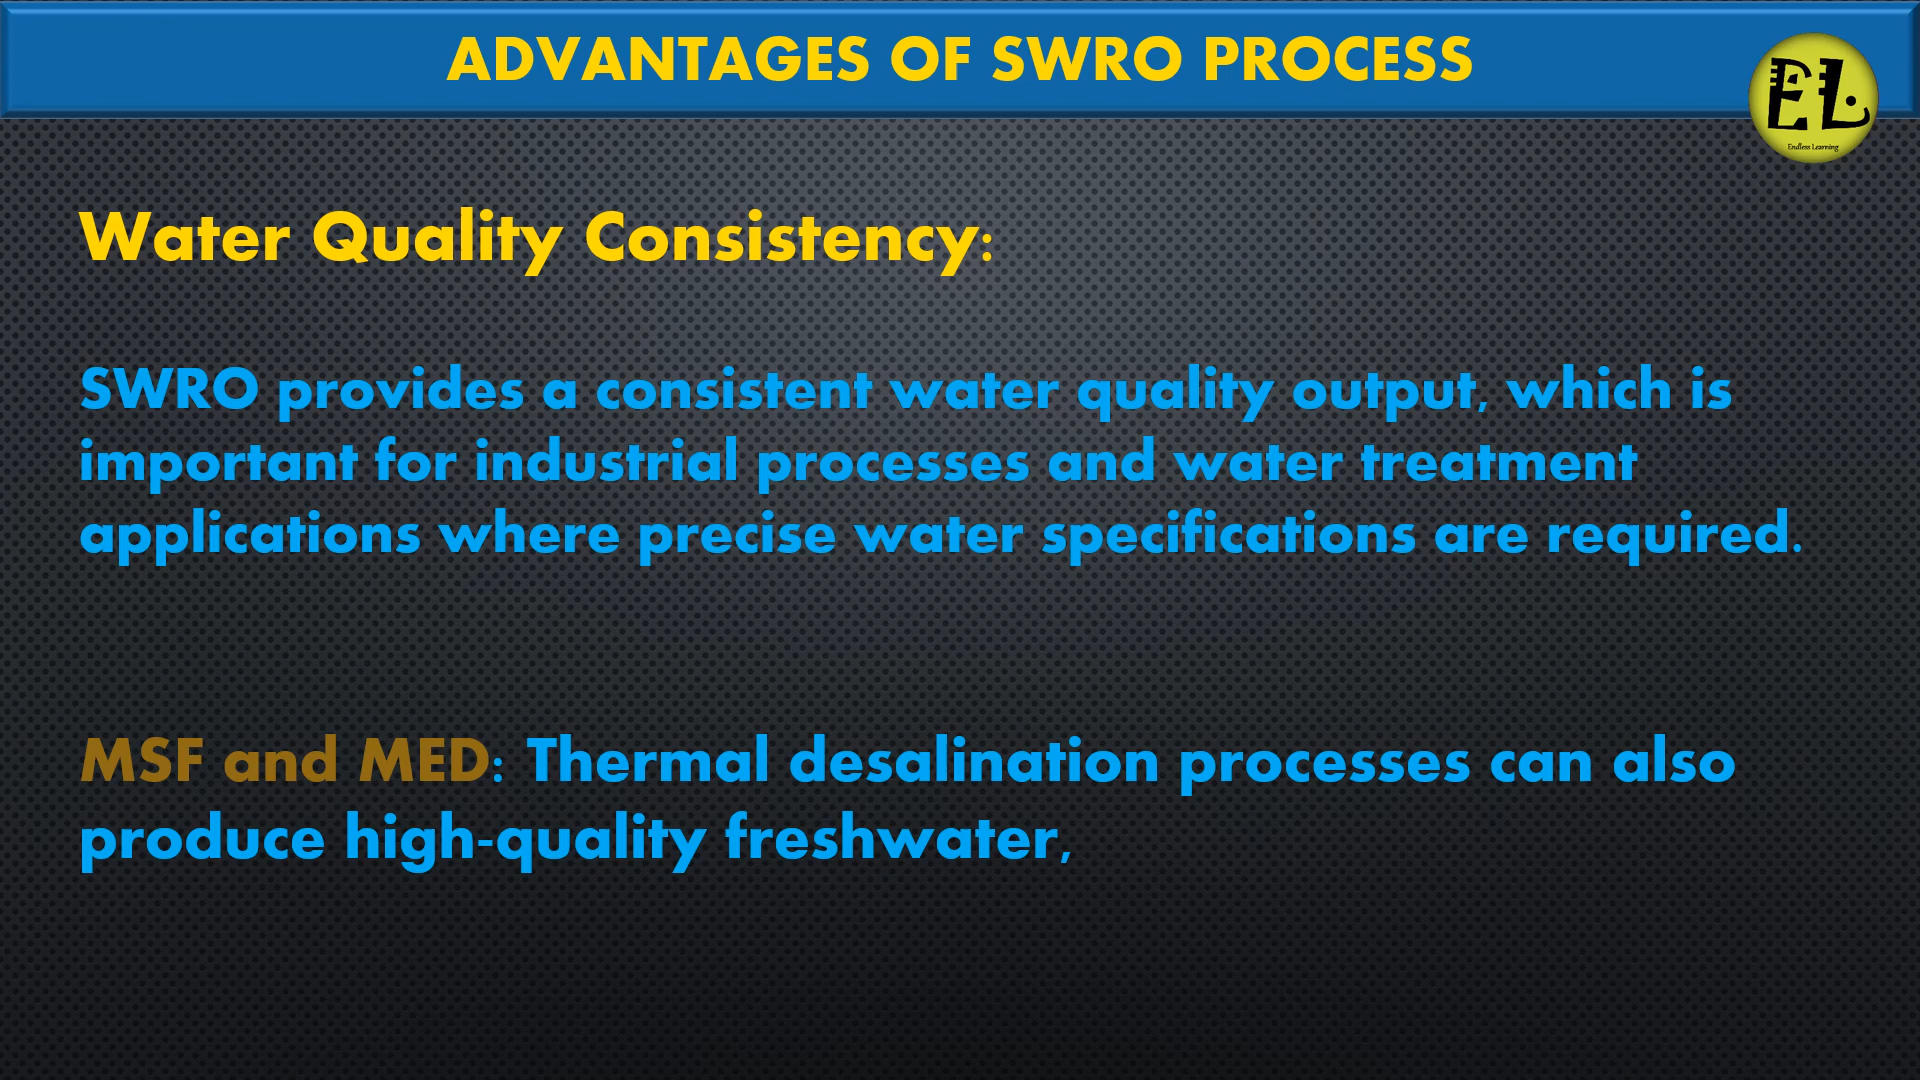 ADVANTAGES OF SWRO PROCESS
EL
Endless Learning
Water Quality Consistency:
SWRO provides a consistent water quality output, which is
important for industrial processes and water treatment
applications where precise water specifications are required.
MSF and MED: Thermal desalination processes can also
produce high-quality freshwater,